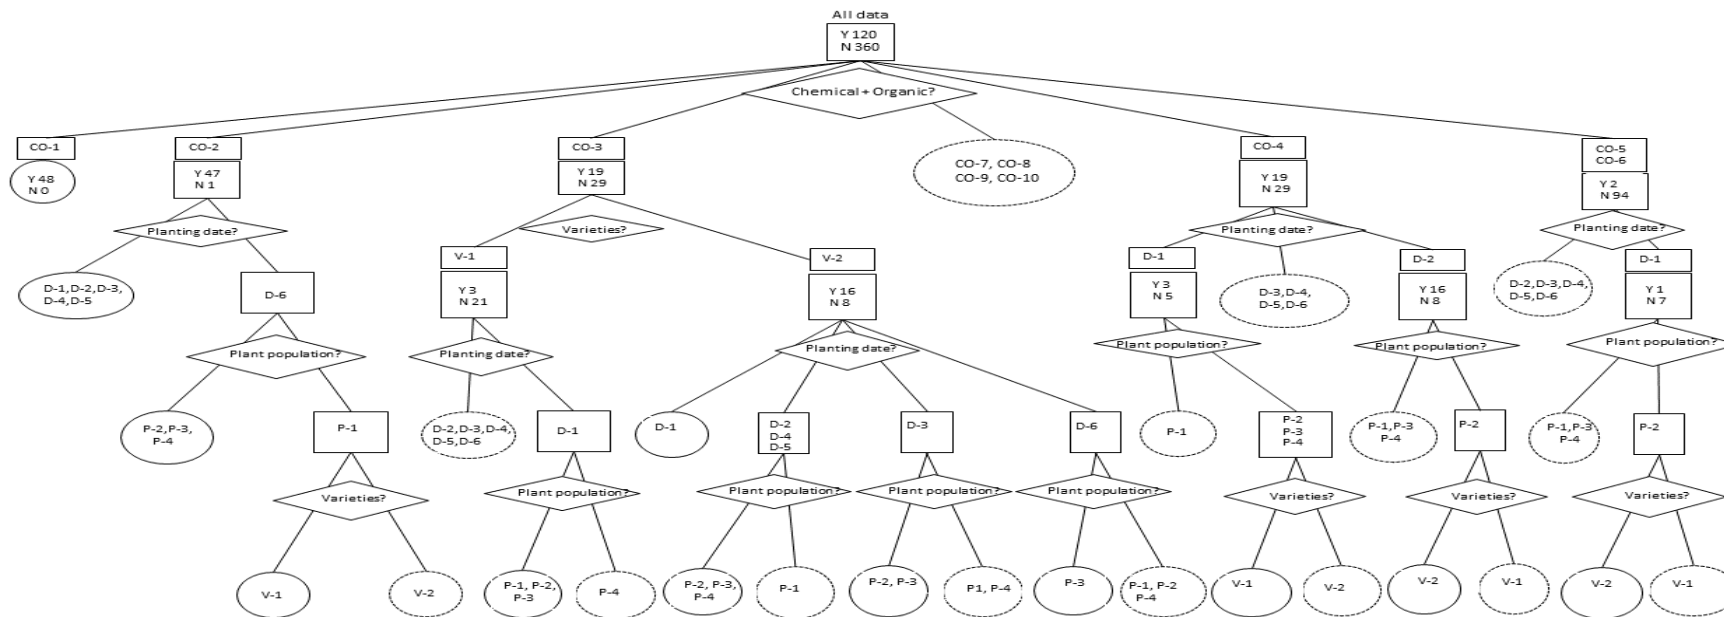 All data
Y 120
N 360
Chemical + Organic?
CO-1
Y 48
N 0
CO-2
Y 47
N 1
CO-3
Y 19
N 29
CO-7, CO-8
CO-9, CO-10
CO-4
Y 19
N 29
CO-5
CO-6
Y 2
N 94
Planting date?
Varieties?
Planting date?
Planting date?
D-1,D-2,D-3,
D-4,D-5
D-6
V-1
Y 3
N 21
V-2
Y 16
N 8
D-1
Y 3
N 5
D-3,D-4,
D-5,D-6
D-2
Y 16
N 8
D-2,D-3,D-4,
D-5,D-6
D-1
Y 1
N 7
Plant population?
Planting date?
Planting date?
Plant population?
Plant population?
Plant population?
P-2,P-3,
P-4
P-1
D-2,D-3,D-4,
D-5,D-6
D-1
D-1
D-2
D-4
D-5
D-3
D-6
P-1
P-2
P-3
P-4
P-1,P-3
P-4
P-2
P-1,P-3
P-4
P-2
Varieties?
Plant population?
Plant population?
Plant population?
Plant population?
Varieties?
Varieties?
Varieties?
V-1
V-2
P-1, P-2,
P-3
P-4
P-2, P-3,
P-4
P-1
P-2, P-3
P1, P-4
P-3
P-1, P-2
P-4
V-1
V-2
V-2
V-1
V-2
V-1